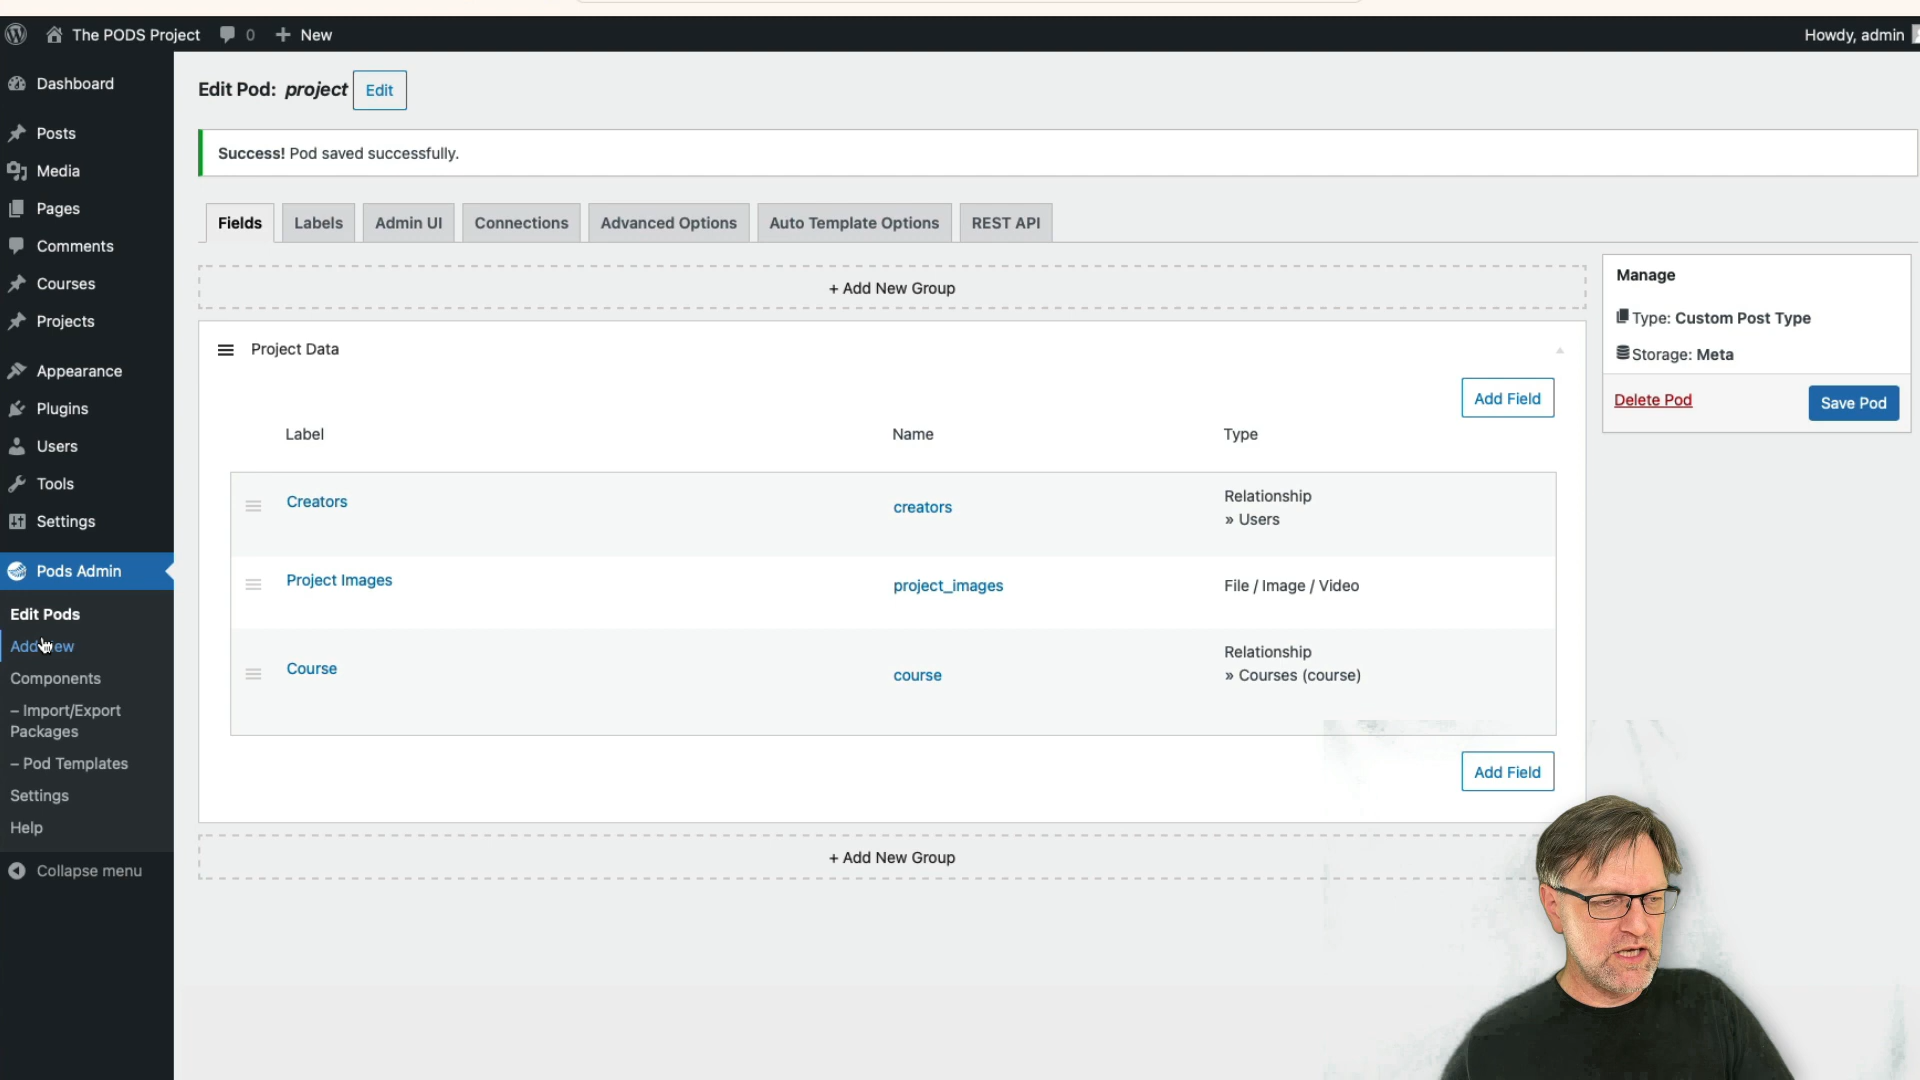 The PODS Project
0
New
Howdy, admin
Dashboard
Posts
Media
Pages
Comments
Courses
Projects
Appearance
Plugins
Users
Tools
Settings
Pods Admin
Edit Pods
Add New
Components
– Import/Export
Packages
– Pod Templates
Settings
Help
Collapse menu
Edit Pod: project
Edit
Success! Pod saved successfully.
Fields
Labels
Admin UI
Connections
Advanced Options
Auto Template Options
REST API
+ Add New Group
Project Data
Add Field
Label
Name
Type
Creators
creators
Relationship
» Users
Project Images
project_images
File / Image / Video
Course
course
Relationship
» Courses (course)
Add Field
+ Add New Group
Manage
Type: Custom Post Type
Storage: Meta
Delete Pod
Save Pod